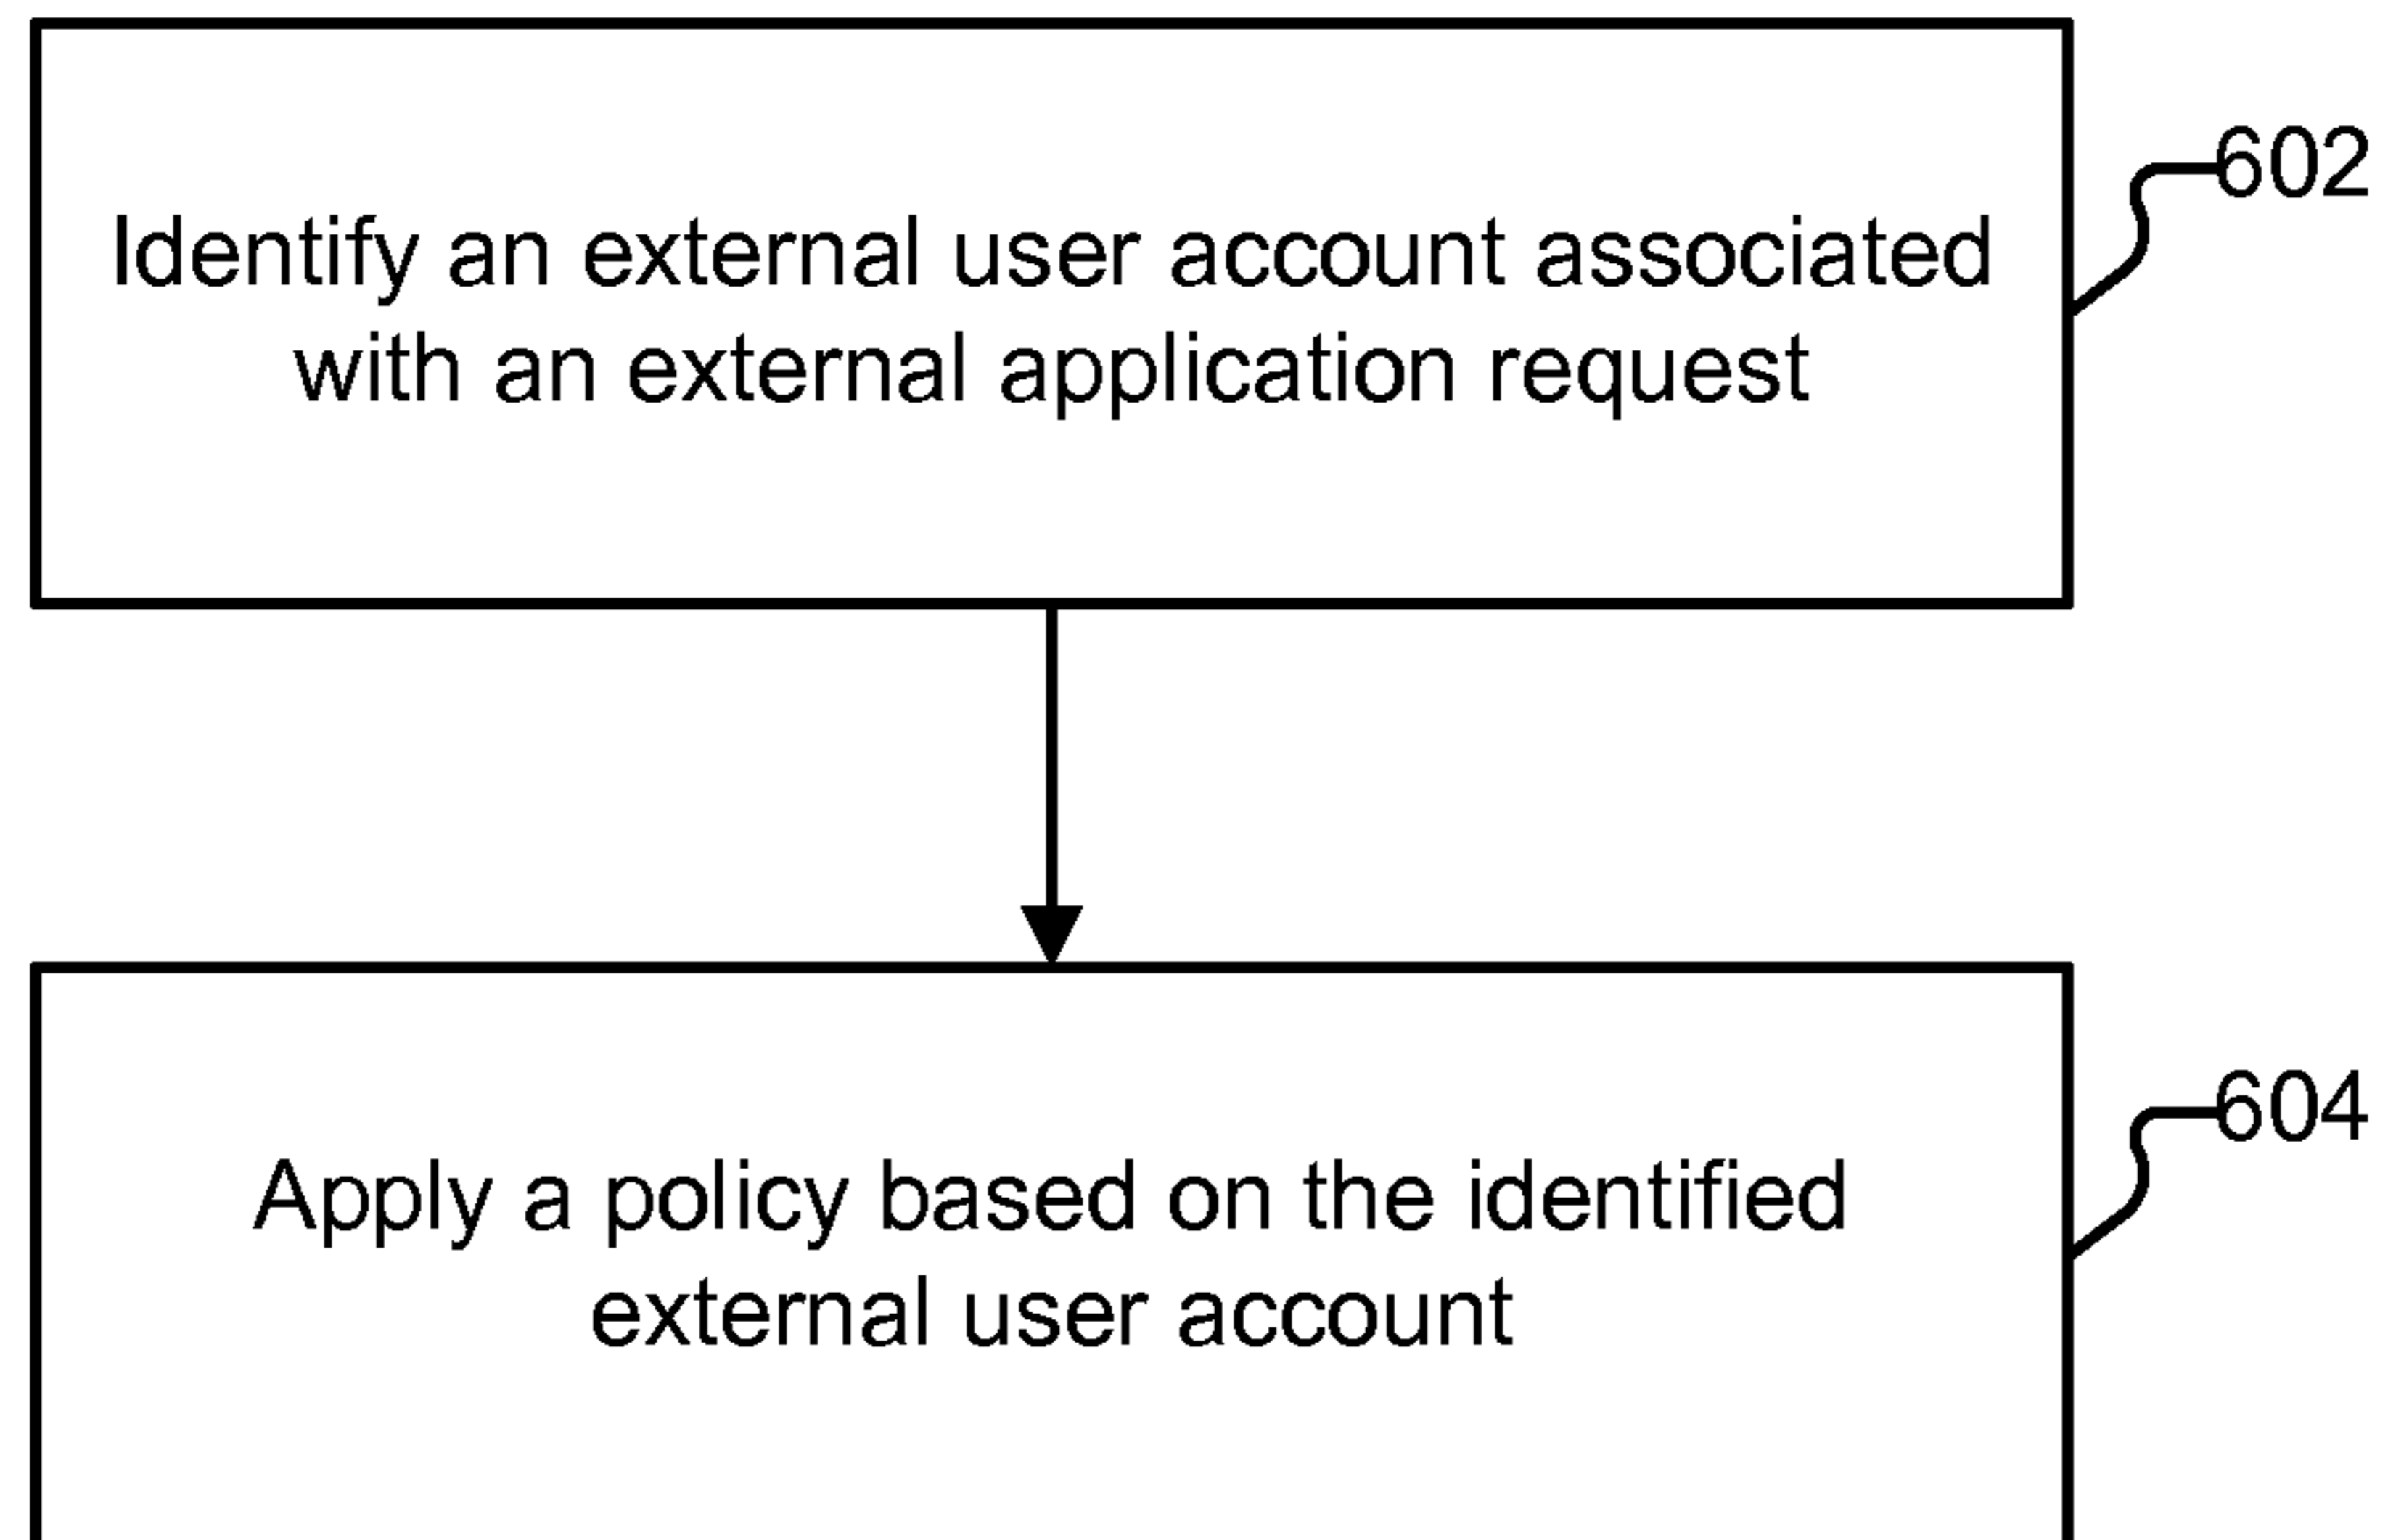 Identify an external user account associated
with an external application request
602
Apply a policy based on the identified
external user account
604